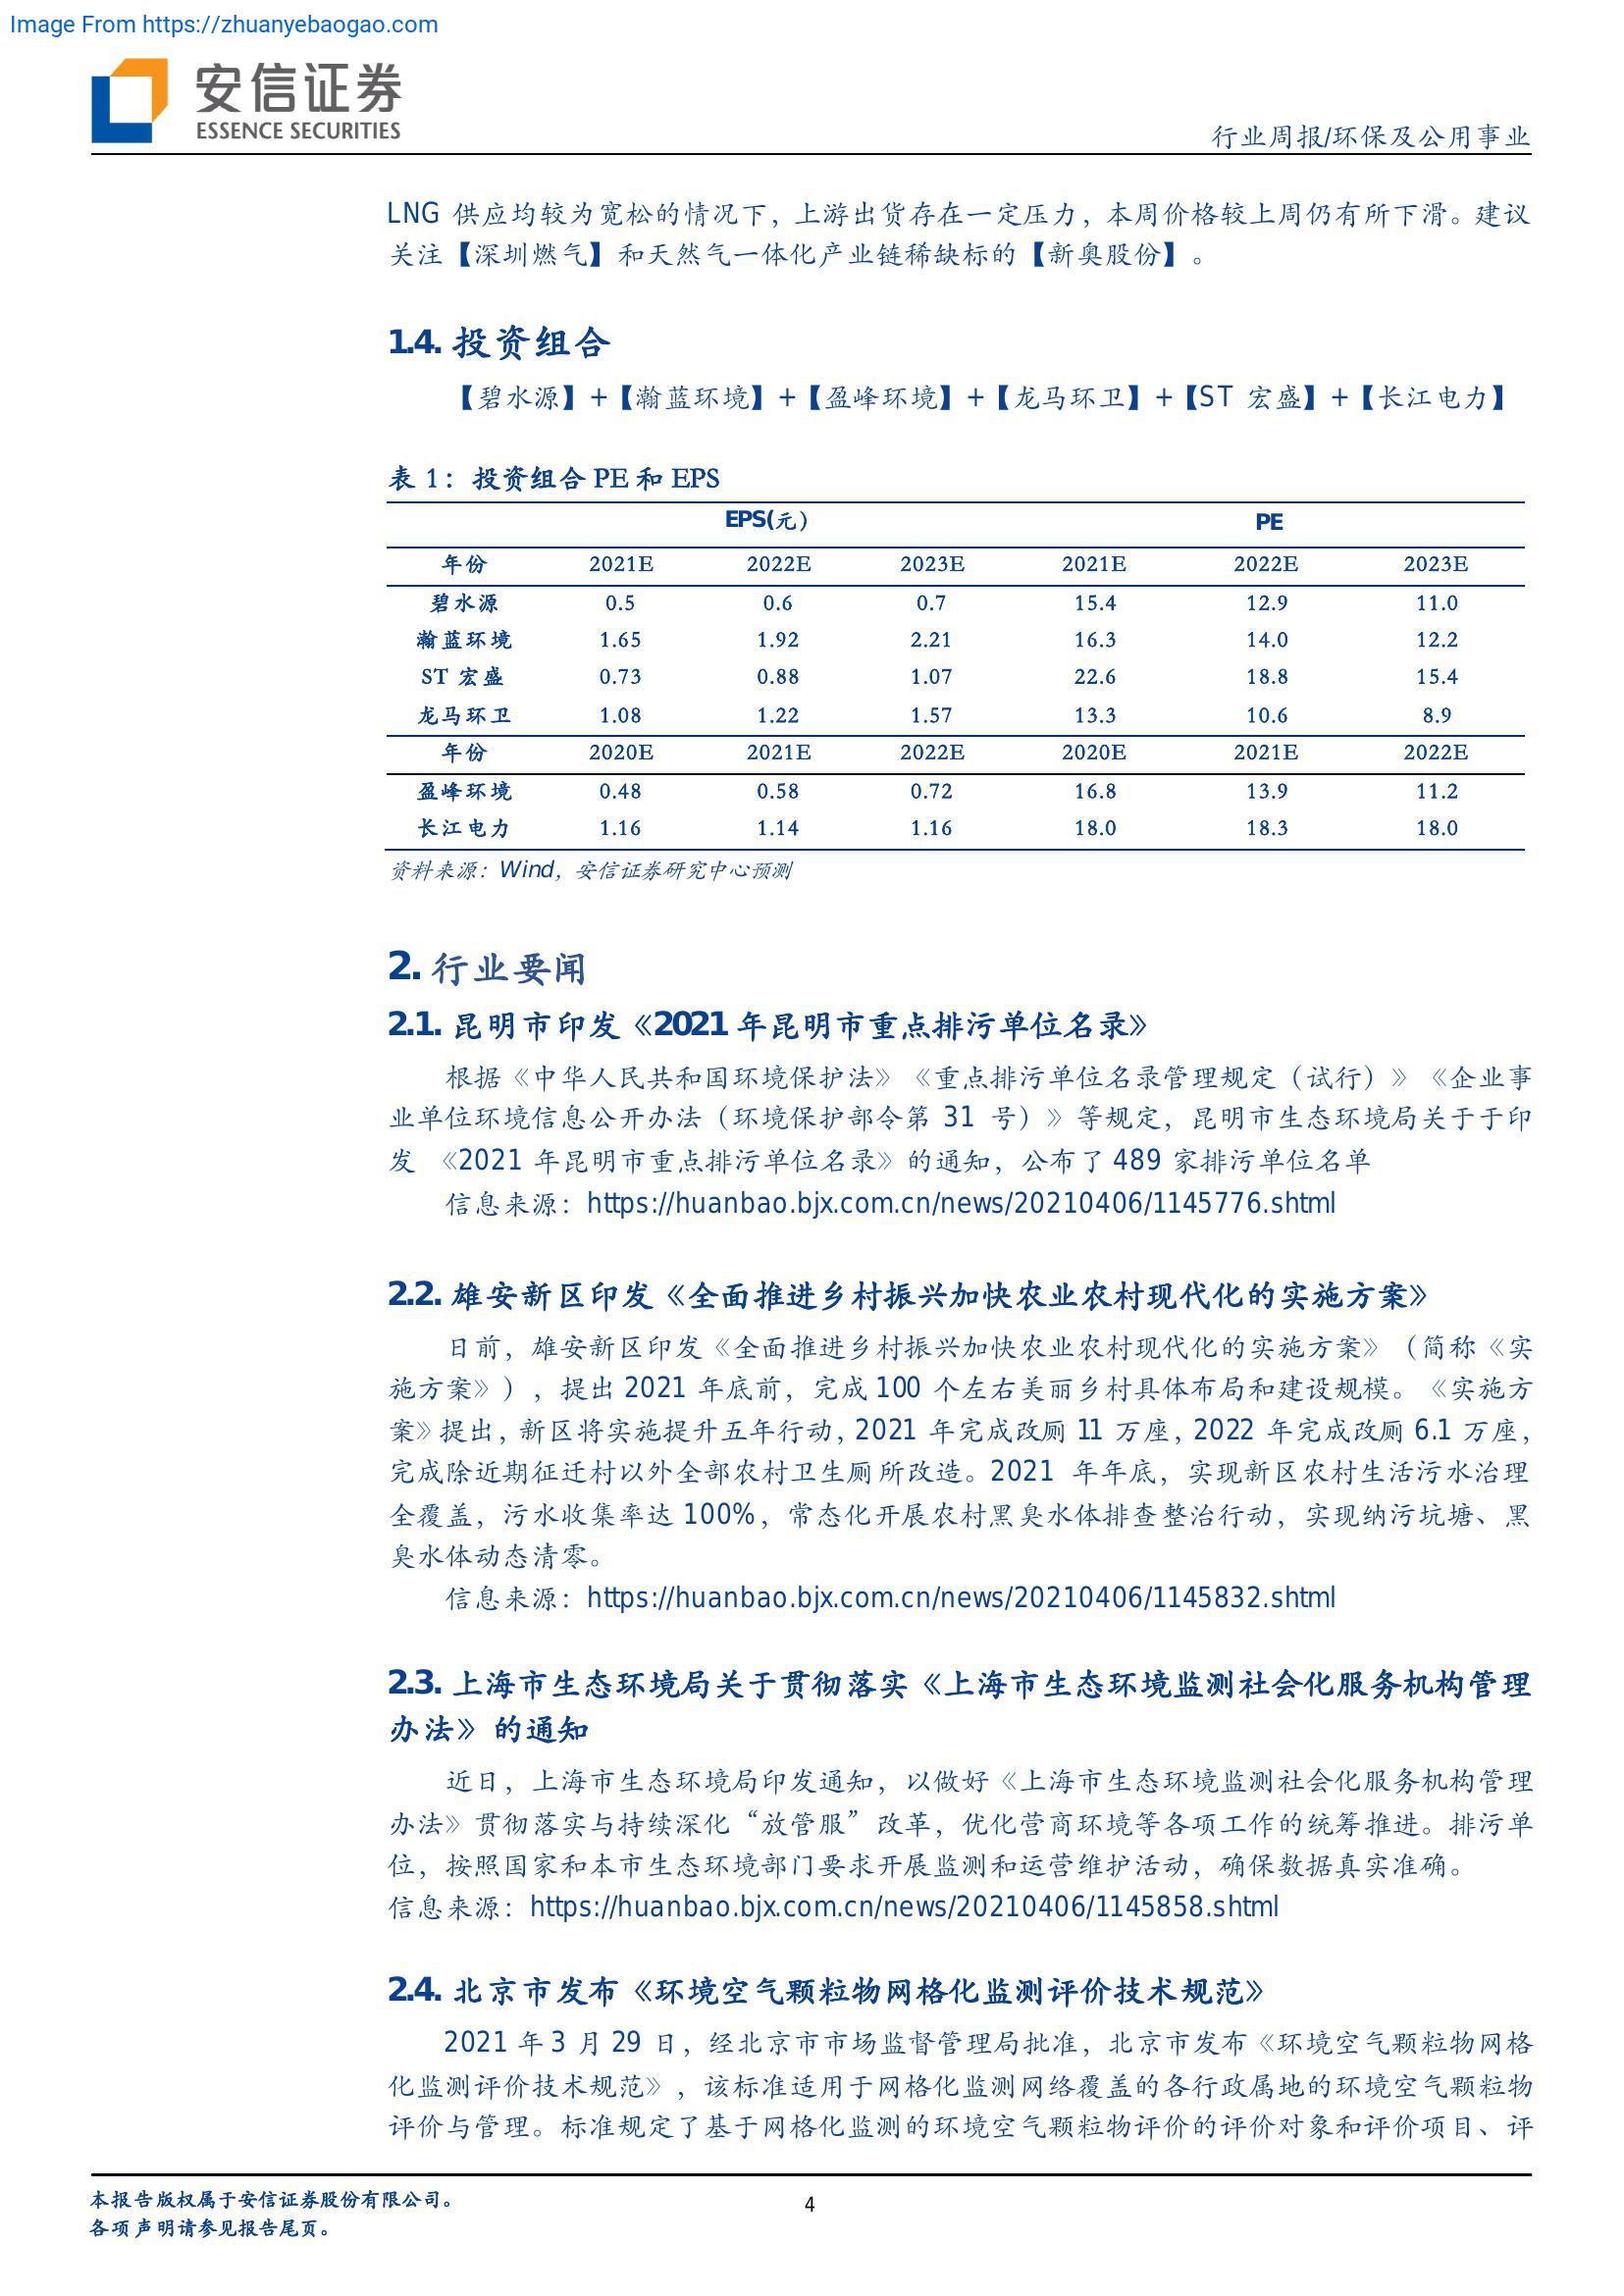 Image From https://zhuanyebaogao.com
安信证券
ESSENCE SECURITIES
行业周报/环保及公用事业
LNG 供应均较为宽松的情况下，上游出货存在一定压力，本周价格较上周仍有所下滑。建议
关注【深圳燃气】和天然气一体化产业链稀缺标的【新奥股份】。
1.4. 投资组合
【碧水源】+【瀚蓝环境】+【盈峰环境】+【龙马环卫】+【ST 宏盛】+【长江电力】
表 1：投资组合 PE 和 EPS
EPS(元） PE
年份 2021E 2022E 2023E 2021E 2022E 2023E
碧水源 0.5 0.6 0.7 15.4 12.9 11.0
瀚蓝环境 1.65 1.92 2.21 16.3 14.0 12.2
ST 宏盛 0.73 0.88 1.07 22.6 18.8 15.4
龙马环卫 1.08 1.22 1.57 13.3 10.6 8.9
年份 2020E 2021E 2022E 2020E 2021E 2022E
盈峰环境 0.48 0.58 0.72 16.8 13.9 11.2
长江电力 1.16 1.14 1.16 18.0 18.3 18.0
资料来源：Wind，安信证券研究中心预测
2. 行业要闻
2.1. 昆明市印发《2021 年昆明市重点排污单位名录》
根据《中华人民共和国环境保护法》《重点排污单位名录管理规定（试行）》《企业事
业单位环境信息公开办法（环境保护部令第 31 号）》等规定，昆明市生态环境局关于于印
发 《2021 年昆明市重点排污单位名录》的通知，公布了 489 家排污单位名单
信息来源：https://huanbao.bjx.com.cn/news/20210406/1145776.shtml
2.2. 雄安新区印发《全面推进乡村振兴加快农业农村现代化的实施方案》
日前，雄安新区印发《全面推进乡村振兴加快农业农村现代化的实施方案》（简称《实
施方案》），提出 2021 年底前，完成 100 个左右美丽乡村具体布局和建设规模。《实施方
案》提出，新区将实施提升五年行动，2021 年完成改厕 11 万座，2022 年完成改厕 6.1 万座，
完成除近期征迁村以外全部农村卫生厕所改造。2021 年年底，实现新区农村生活污水治理
全覆盖，污水收集率达 100%，常态化开展农村黑臭水体排查整治行动，实现纳污坑塘、黑
臭水体动态清零。
信息来源：https://huanbao.bjx.com.cn/news/20210406/1145832.shtml
2.3. 上海市生态环境局关于贯彻落实《上海市生态环境监测社会化服务机构管理
办法》的通知
近日，上海市生态环境局印发通知，以做好《上海市生态环境监测社会化服务机构管理
办法》贯彻落实与持续深化“放管服”改革，优化营商环境等各项工作的统筹推进。排污单
位，按照国家和本市生态环境部门要求开展监测和运营维护活动，确保数据真实准确。
信息来源：https://huanbao.bjx.com.cn/news/20210406/1145858.shtml
2.4. 北京市发布《环境空气颗粒物网格化监测评价技术规范》
2021 年 3 月 29 日，经北京市市场监督管理局批准，北京市发布《环境空气颗粒物网格
化监测评价技术规范》，该标准适用于网格化监测网络覆盖的各行政属地的环境空气颗粒物
评价与管理。标准规定了基于网格化监测的环境空气颗粒物评价的评价对象和评价项目、评
本报告版权属于安信证券股份有限公司。
各项声明请参见报告尾页。
4